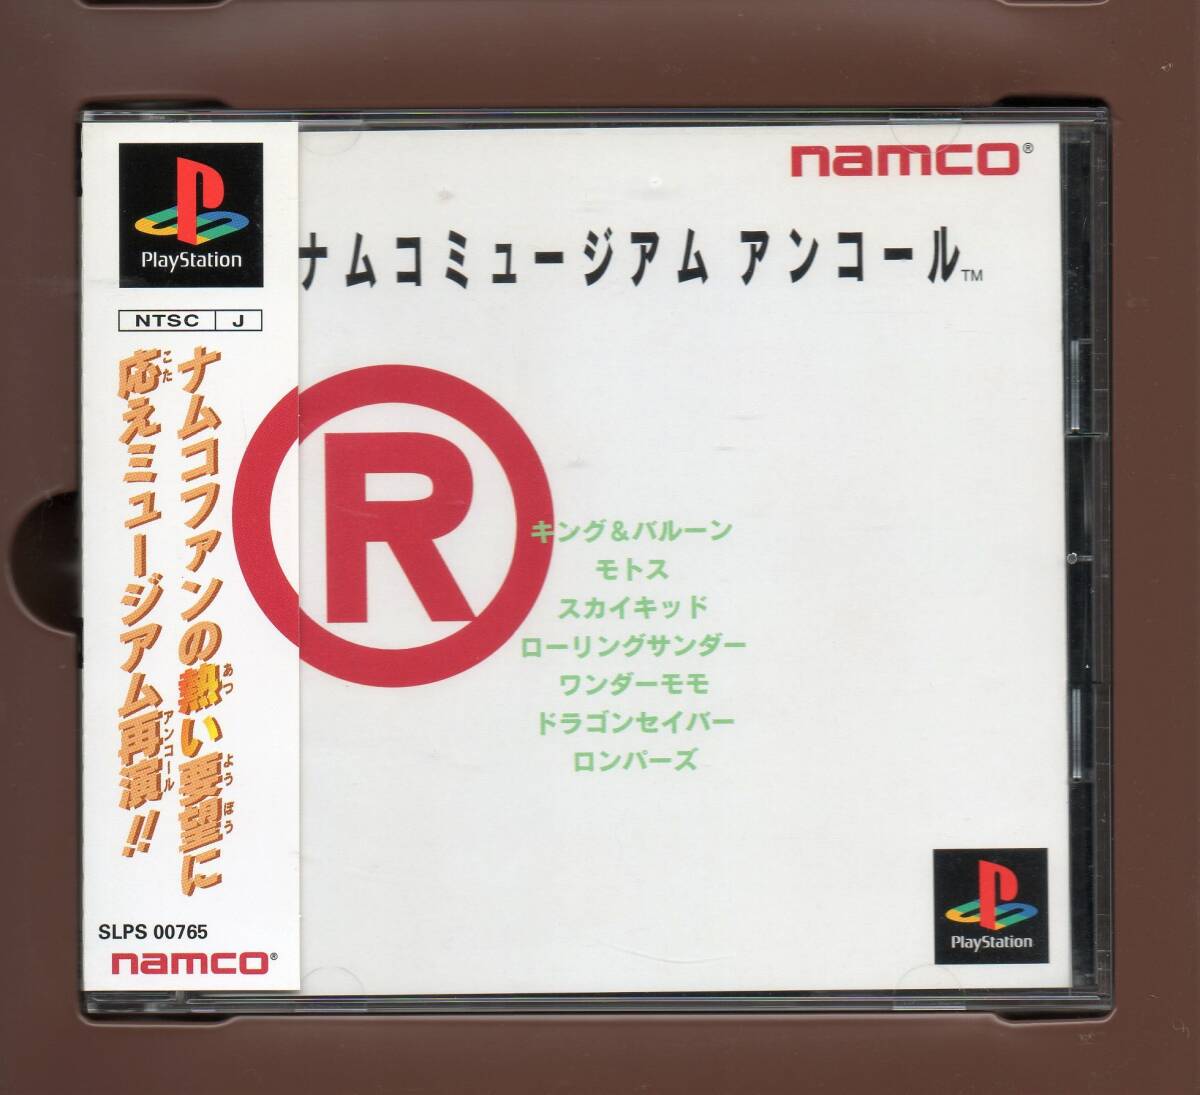 PlayStation
NTSC J
ナムコファンの熱い要望に
あつ
ようぼう
応えミュージアム再演!!
こた
アンコール
SLPS 00765
namco®
namco®
ナムコミュージアム アンコール™
R
キング＆バルーン
モトス
スカイキッド
ローリングサンダー
ワンダーモモ
ドラゴンセイバー
ロンパーズ
PlayStation